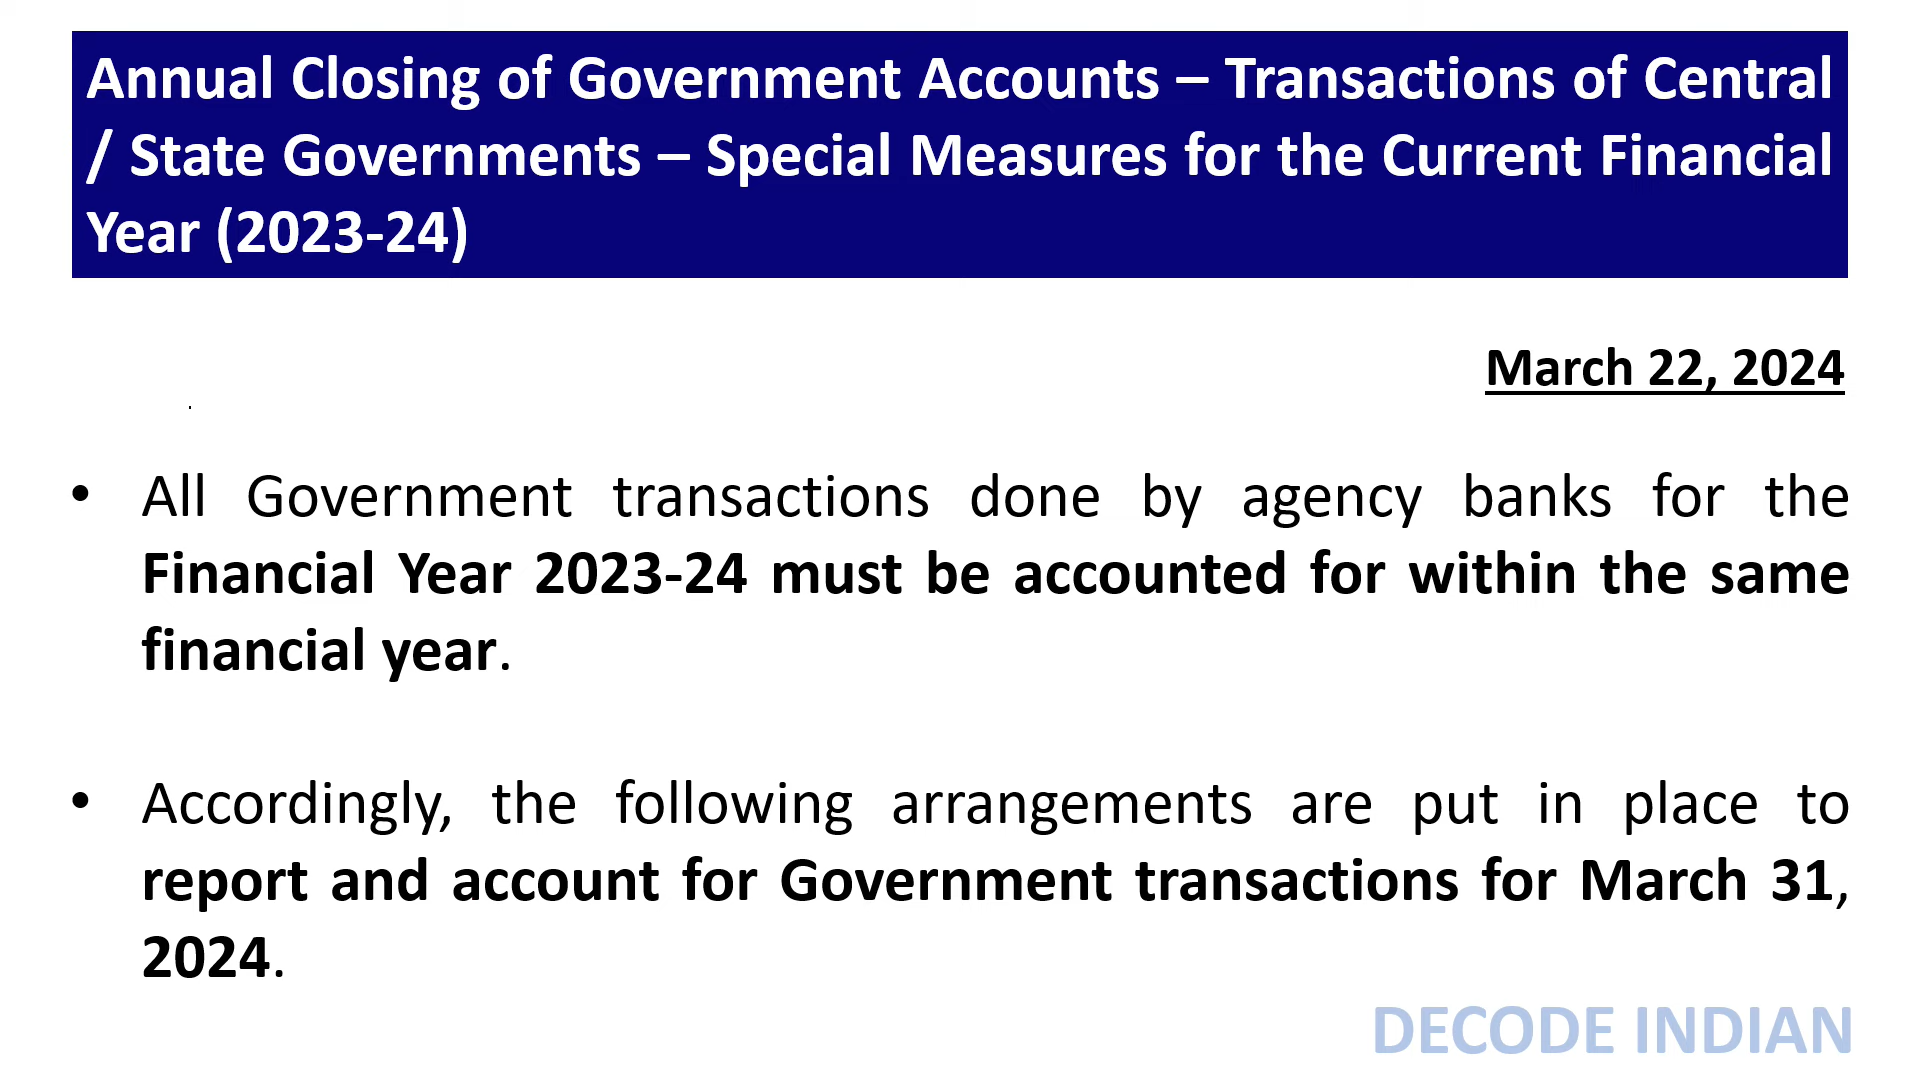 Annual Closing of Government Accounts – Transactions of Central
/ State Governments – Special Measures for the Current Financial
Year (2023-24)
March 22, 2024
• All Government transactions done by agency banks for the
Financial Year 2023-24 must be accounted for within the same
financial year.
• Accordingly, the following arrangements are put in place to
report and account for Government transactions for March 31,
2024.
DECODE INDIAN